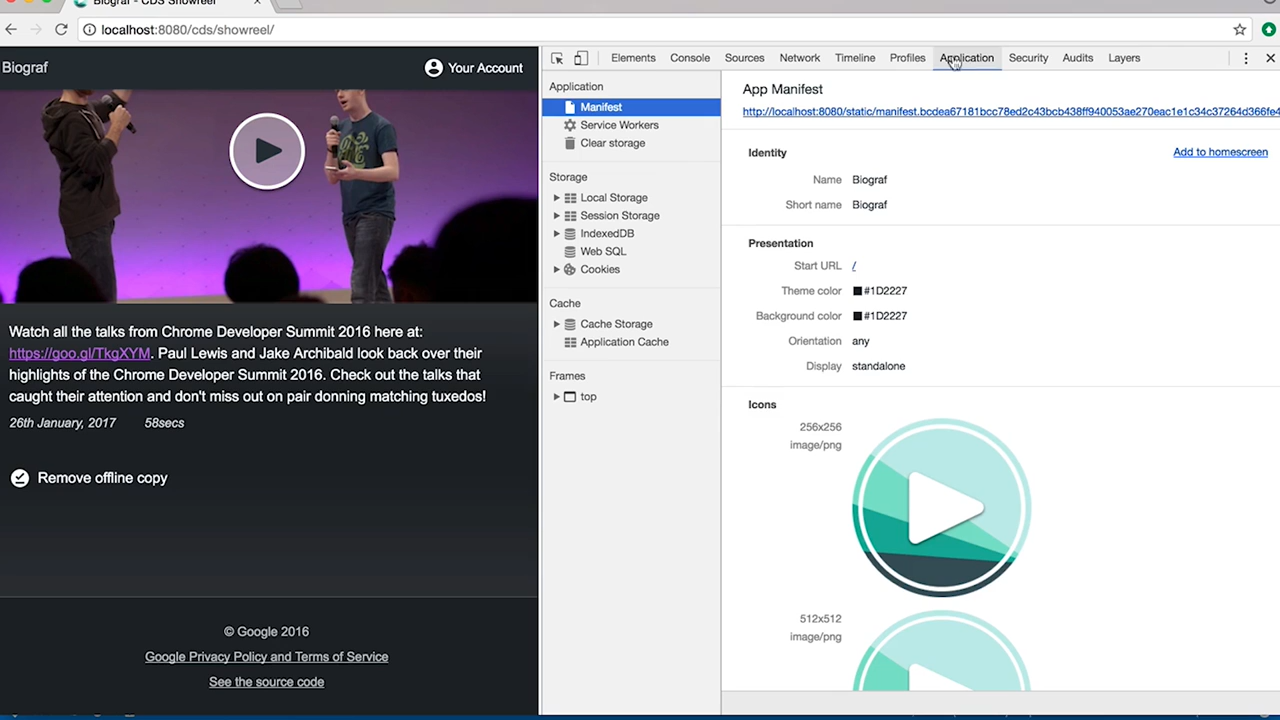 Biograf - CDS Showreel
localhost:8080/cds/showreel/
Biograf
Your Account
Watch all the talks from Chrome Developer Summit 2016 here at:
https://goo.gl/TkgXYM. Paul Lewis and Jake Archibald look back over their
highlights of the Chrome Developer Summit 2016. Check out the talks that
caught their attention and don't miss out on pair donning matching tuxedos!
26th January, 2017 58secs
Remove offline copy
© Google 2016
Google Privacy Policy and Terms of Service
See the source code
Elements Console Sources Network Timeline Profiles Application Security Audits Layers
Application
Manifest
Service Workers
Clear storage
Storage
Local Storage
Session Storage
IndexedDB
Web SQL
Cookies
Cache
Cache Storage
Application Cache
Frames
top
App Manifest
http://localhost:8080/static/manifest.bcdea67181bcc78ed2c43bcb438ff940053ae270eac1e1c34c37264d366fe4
Identity
Add to homescreen
Name Biograf
Short name Biograf
Presentation
Start URL /
Theme color #1D2227
Background color #1D2227
Orientation any
Display standalone
Icons
256x256
image/png
512x512
image/png